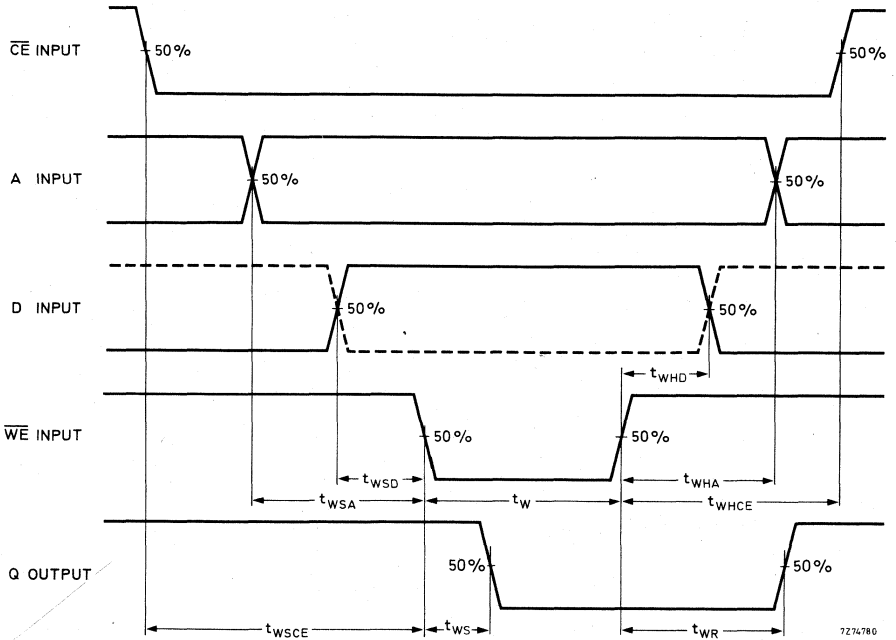 CE INPUT
50%
50%
A INPUT
50%
50%
D INPUT
50%
50%
tWHD
WE INPUT
50%
50%
tWSD
tWHA
tWSA
tW
tWHCE
Q OUTPUT
50%
50%
tWSCE
tWS
tWR
7Z74786